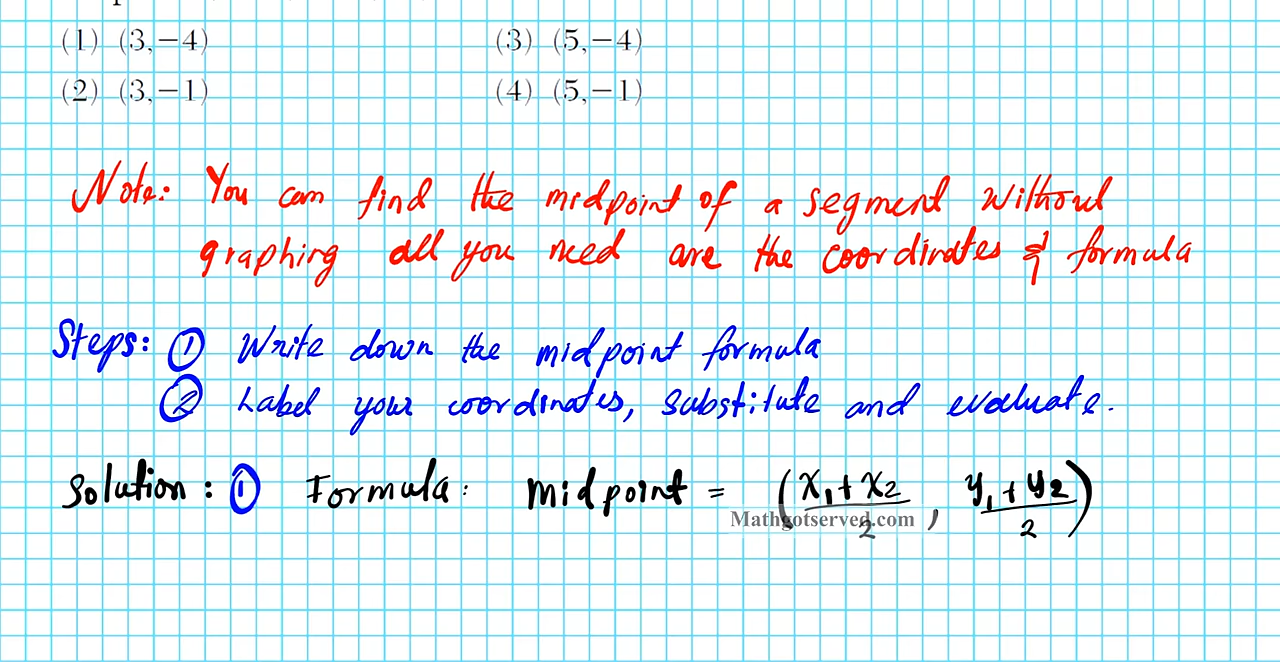 (1) (3,−4) (3) (5,−4)
(2) (3,−1) (4) (5,−1)
Note: You can find the midpoint of a segment without
graphing all you need are the coordinates & formula
Steps: ① Write down the midpoint formula
② Label your coordinates, substitute and evaluate.
Solution: ① Formula: Midpoint = (x₁ + x₂ / 2, y₁ + y₂ / 2)
Mathgotserved.com